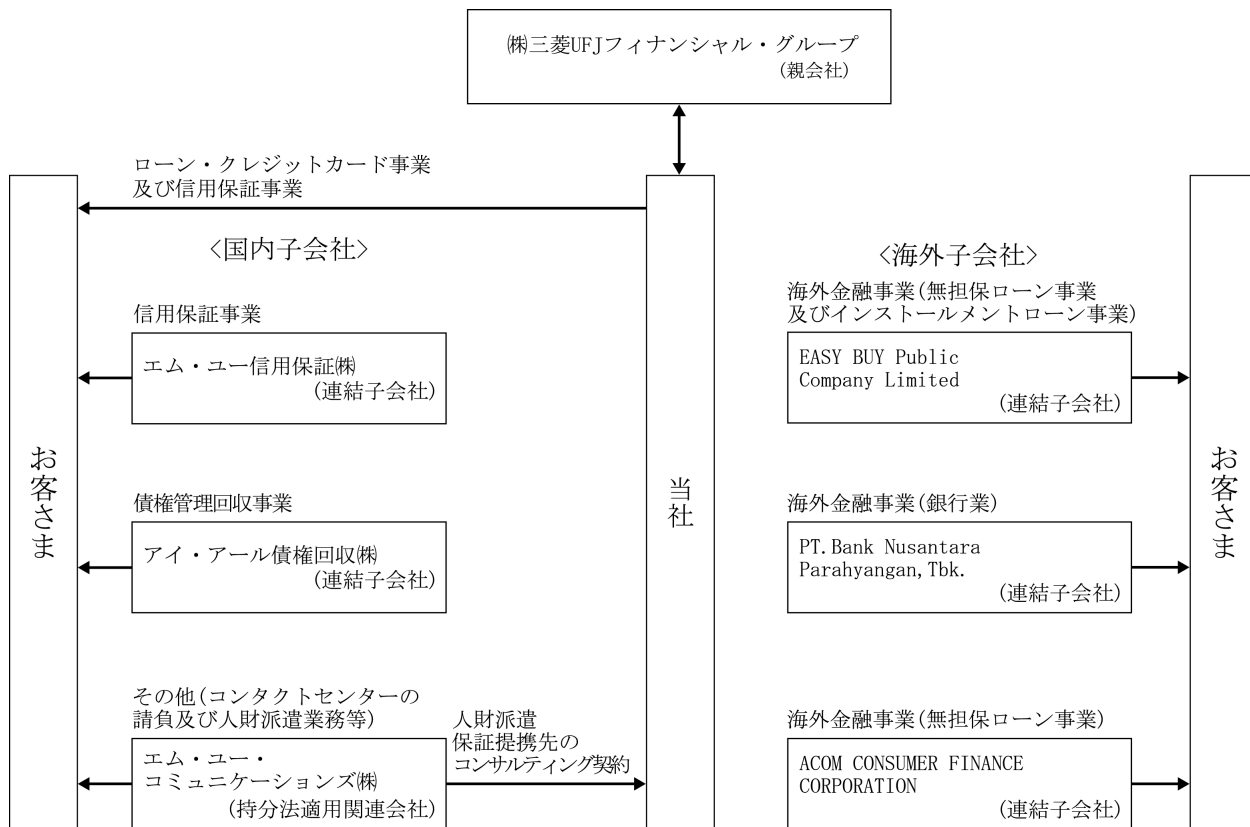 ㈱三菱UFJフィナンシャル・グループ
(親会社)
ローン・クレジットカード事業
及び信用保証事業
<国内子会社>
信用保証事業
エム・ユー信用保証㈱
(連結子会社)
債権管理回収事業
アイ・アール債権回収㈱
(連結子会社)
その他(コンタクトセンターの
請負及び人財派遣業務等)
エム・ユー・
コミュニケーションズ㈱
(持分法適用関連会社)
人財派遣
保証提携先の
コンサルティング契約
お客さま
当社
<海外子会社>
海外金融事業(無担保ローン事業
及びインストールメントローン事業)
EASY BUY Public
Company Limited
(連結子会社)
海外金融事業(銀行業)
PT.Bank Nusantara
Parahyangan,Tbk.
(連結子会社)
海外金融事業(無担保ローン事業)
ACOM CONSUMER FINANCE
CORPORATION
(連結子会社)
お客さま